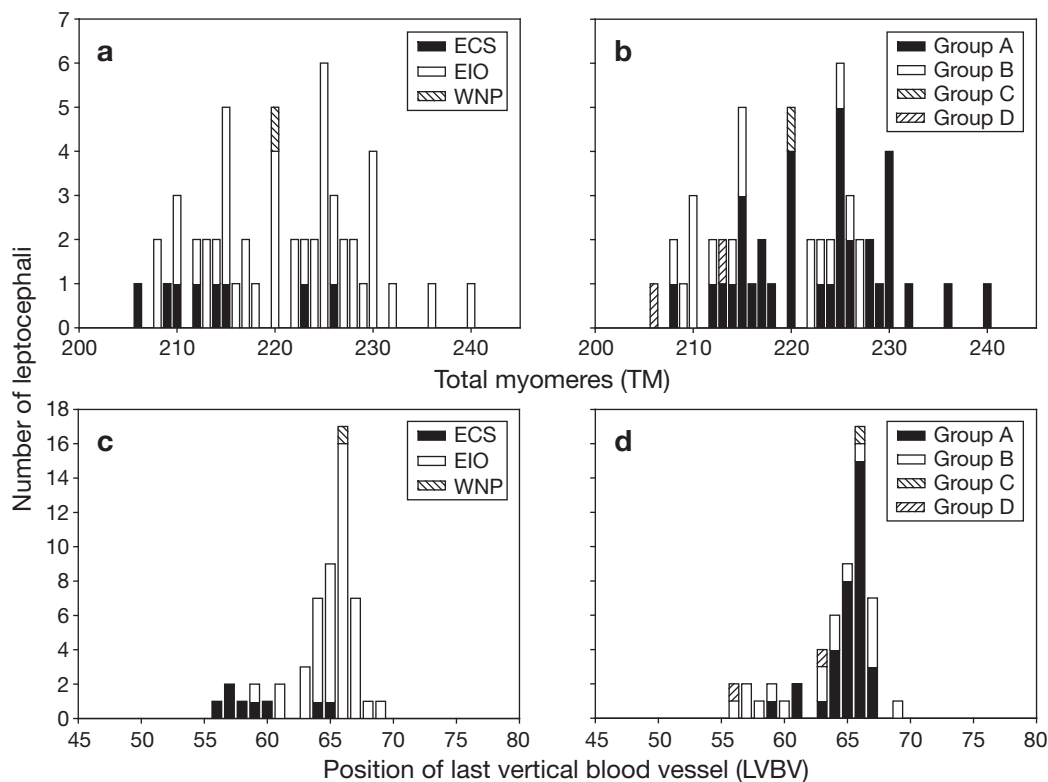 a
ECS
EIO
WNP
b
Group A
Group B
Group C
Group D
7
6
5
4
3
2
1
0
200 210 220 230 240
200 210 220 230 240
Total myomeres (TM)
Number of leptocephali
c
ECS
EIO
WNP
d
Group A
Group B
Group C
Group D
18
16
14
12
10
8
6
4
2
0
45 50 55 60 65 70 75 80
45 50 55 60 65 70 75 80
Position of last vertical blood vessel (LVBV)